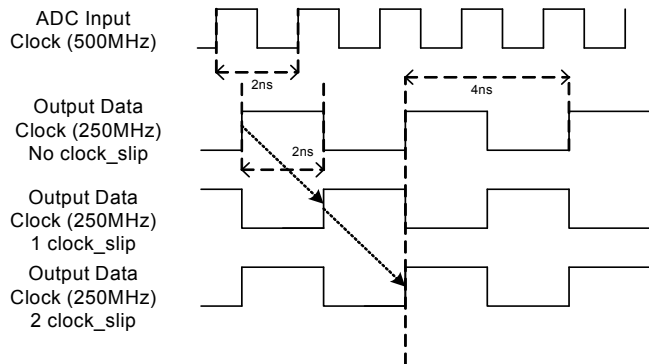 ADC Input
Clock (500MHz)
2ns
Output Data
Clock (250MHz)
No clock_slip
4ns
2ns
Output Data
Clock (250MHz)
1 clock_slip
Output Data
Clock (250MHz)
2 clock_slip